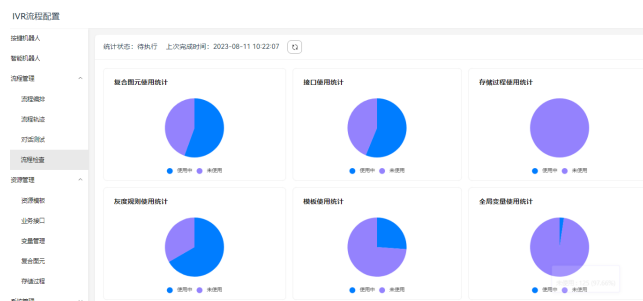 IVR流程配置
按键机器人
智能机器人
流程管理
流程编排
流程轨迹
对话测试
流程检查
资源管理
资源模板
业务接口
变量管理
复合图元
存储过程
系统管理
统计状态：待执行 上次完成时间：2023-08-11 10:22:07
复合图元使用统计
使用中 未使用
接口使用统计
使用中 未使用
存储过程使用统计
使用中 未使用
灰度规则使用统计
使用中 未使用
模板使用统计
使用中 未使用
全局变量使用统计
使用中 未使用